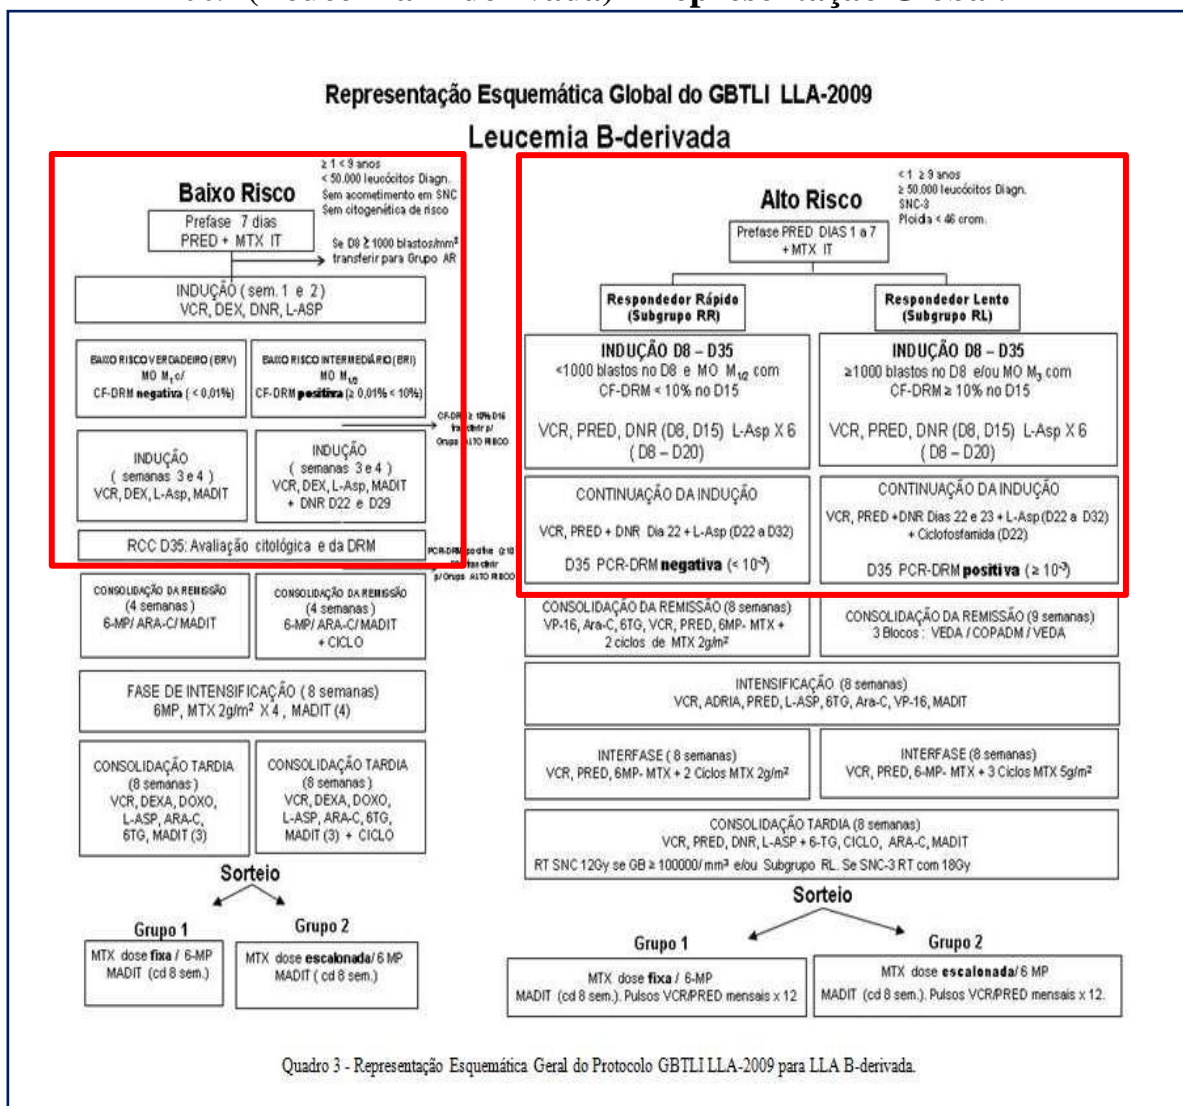 Representação Esquemática Global do GBTLI LLA-2009
Leucemia B-derivada
Baixo Risco
≥ 1 < 9 anos
< 50.000 leucócitos Diagn.
Sem acometimento em SNC
Sem citogenética de risco
Prefase 7 dias
PRED + MTX IT
Se D8 ≥ 1000 blastos/mm³
transferir para Grupo AR
INDUÇÃO (sem. 1 e 2)
VCR, DEX, DNR, L-ASP
BAIXO RISCO VERDADEIRO (BRV)
MO M1 c/
CF-DRM negativa (< 0,01%)
BAIXO RISCO INTERMEDIÁRIO (BRI)
MO M1/2
CF-DRM positiva (≥ 0,01% < 10%)
CF-DRM ≥ 10% D15
transferir p/
Grupo ALTO RISCO
INDUÇÃO
( semanas 3 e 4 )
VCR, DEX, L-Asp, MADIT
INDUÇÃO
( semanas 3 e 4 )
VCR, DEX, L-Asp, MADIT
+ DNR D22 e D29
RCC D35: Avaliação citológica e da DRM
PCR-DRM positiva
p/ Grupo ALTO RISCO
CONSOLIDAÇÃO DA REMISSÃO
(4 semanas )
6-MP/ ARA-C/ MADIT
CONSOLIDAÇÃO DA REMISSÃO
(4 semanas )
6-MP/ ARA-C/ MADIT
+ CICLO
FASE DE INTENSIFICAÇÃO ( 8 semanas)
6MP, MTX 2g/m² X 4 , MADIT (4)
CONSOLIDAÇÃO TARDIA
(8 semanas)
VCR, DEXA, DOXO,
L-ASP, ARA-C,
6TG, MADIT (3)
CONSOLIDAÇÃO TARDIA
(8 semanas)
VCR, DEXA, DOXO,
L-ASP, ARA-C, 6TG,
MADIT (3) + CICLO
Sorteio
Grupo 1
MTX dose fixa / 6-MP
MADIT (cd 8 sem.)
Grupo 2
MTX dose escalonada/ 6 MP
MADIT ( cd 8 sem.)
Alto Risco
< 1 ≥ 9 anos
≥ 50.000 leucócitos Diagn.
SNC-3
Ploidia < 46 crom.
Prefase PRED DIAS 1 a 7
+ MTX IT
Respondedor Rápido
(Subgrupo RR)
Respondedor Lento
(Subgrupo RL)
INDUÇÃO D8 – D35
<1000 blastos no D8 e MO M1/2 com
CF-DRM < 10% no D15
VCR, PRED, DNR (D8, D15) L-Asp X 6
( D8 – D20)
INDUÇÃO D8 – D35
≥1000 blastos no D8 e/ou MO M3 com
CF-DRM ≥ 10% no D15
VCR, PRED, DNR (D8, D15) L-Asp X 6
( D8 – D20)
CONTINUAÇÃO DA INDUÇÃO
VCR, PRED + DNR Dia 22 + L-Asp (D22 a D32)
D35 PCR-DRM negativa (< 10⁻³)
CONTINUAÇÃO DA INDUÇÃO
VCR, PRED +DNR Dias 22 e 23 + L-Asp (D22 a D32)
+ Ciclofosfamida (D22)
D35 PCR-DRM positiva (≥ 10⁻³)
CONSOLIDAÇÃO DA REMISSÃO (8 semanas)
VP-16, Ara-C, 6TG, VCR, PRED, 6MP- MTX +
2 ciclos de MTX 2g/m²
CONSOLIDAÇÃO DA REMISSÃO (9 semanas)
3 Blocos : VEDA / COPADM / VEDA
INTENSIFICAÇÃO (8 semanas)
VCR, ADRIA, PRED, L-ASP, 6TG, Ara-C, VP-16, MADIT
INTERFASE ( 8 semanas)
VCR, PRED, 6MP- MTX + 2 Ciclos MTX 2g/m²
INTERFASE (8 semanas)
VCR, PRED, 6-MP- MTX + 3 Ciclos MTX 5g/m²
CONSOLIDAÇÃO TARDIA (8 semanas)
VCR, PRED, DNR, L-ASP + 6-TG, CICLO, ARA-C, MADIT
RT SNC 12Gy se GB ≥ 100000/ mm³ e/ou Subgrupo RL. Se SNC-3 RT com 18Gy
Sorteio
Grupo 1
MTX dose fixa / 6-MP
MADIT (cd 8 sem.). Pulsos VCR/PRED mensais x 12
Grupo 2
MTX dose escalonada/ 6 MP
MADIT (cd 8 sem.). Pulsos VCR/PRED mensais x 12.
Quadro 3 - Representação Esquemática Geral do Protocolo GBTLI LLA-2009 para LLA B-derivada.